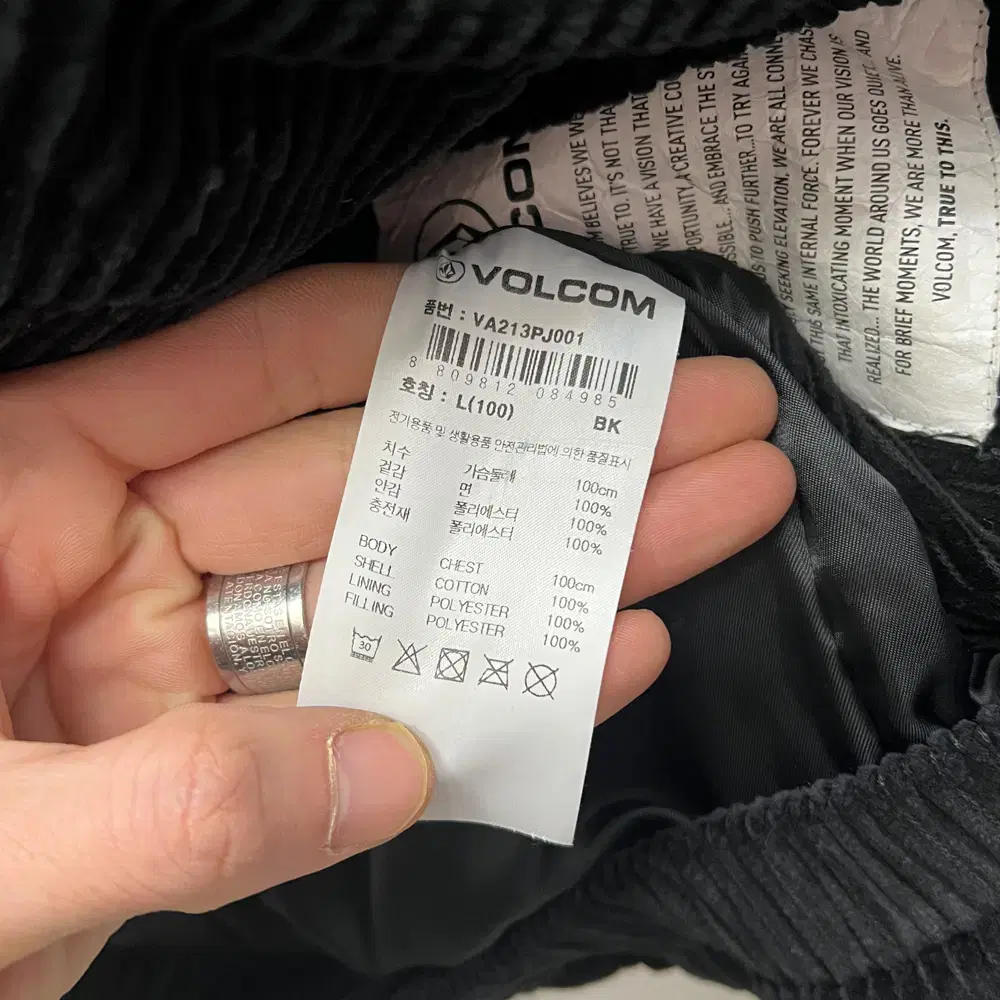 VOLCOM
품번 : VA213PJ001
8 809812 084985
호칭 : L(100) BK
전기용품 및 생활용품 안전관리법에 의한 품질표시
치수 가슴둘레 100cm
겉감 면 100%
안감 폴리에스터 100%
충전재 폴리에스터 100%
BODY CHEST 100cm
SHELL COTTON 100%
LINING POLYESTER 100%
FILLING POLYESTER 100%
30
BELIEVES WE WE
TRUE TO. IT'S NOT THA
WE HAVE A VISION THAT
A CREATIVE CO
AND EMBRACE THE
TO PUSH FURTHER...TO TRY AGAIN
SEEKING ELEVATION, WE ARE ALL CONNE
THIS SAME INTERNAL FORCE. FOREVER WE CHAS
THAT INTOXICATING MOMENT WHEN OUR VISION IS
REALIZED... THE WORLD AROUND US GOES QUIET. AND
FOR BRIEF MOMENTS, WE ARE MORE THAN ALIVE.
VOLCOM, TRUE TO THIS.